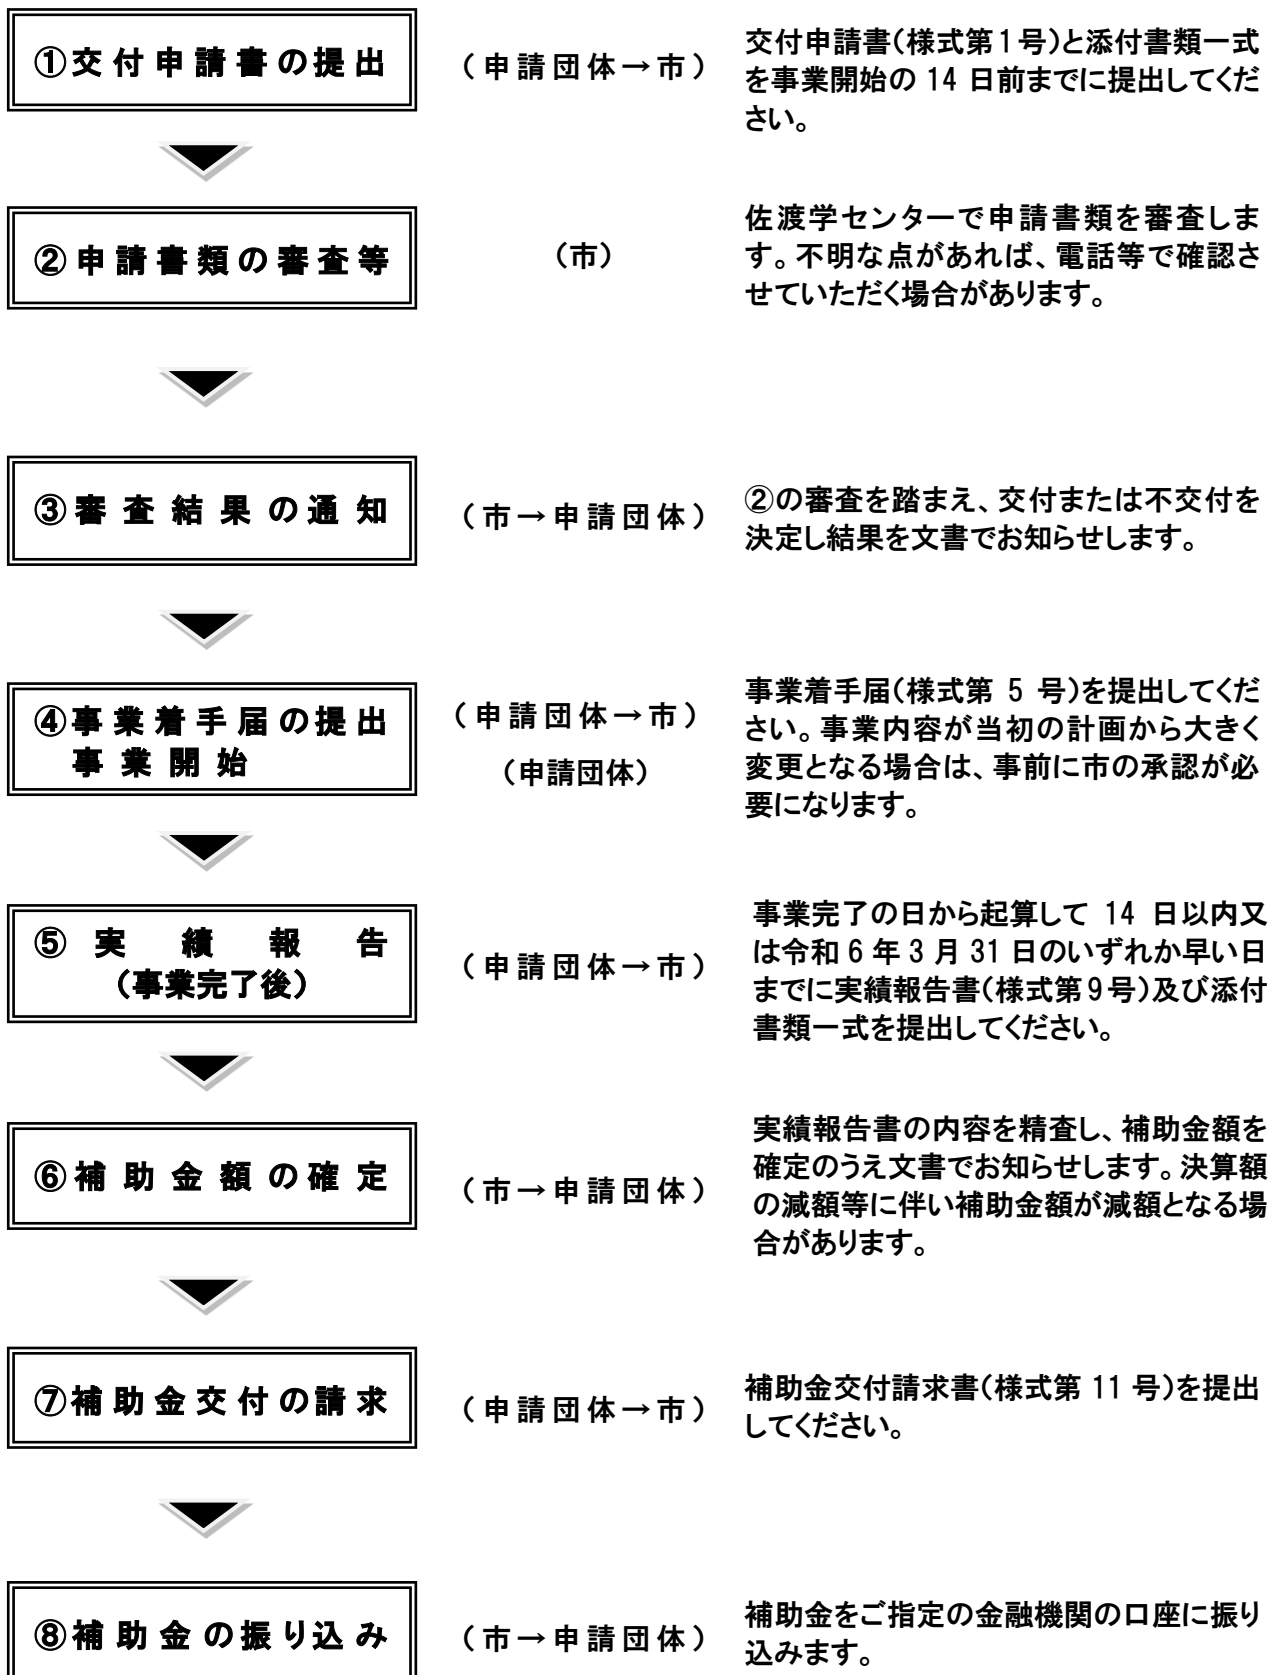 ①交付申請書の提出
（申請団体→市）
交付申請書（様式第１号）と添付書類一式
を事業開始の 14 日前までに提出してくだ
さい。
②申請書類の審査等
（市）
佐渡学センターで申請書類を審査しま
す。不明な点があれば、電話等で確認さ
せていただく場合があります。
③審査結果の通知
（市→申請団体）
②の審査を踏まえ、交付または不交付を
決定し結果を文書でお知らせします。
④事業着手届の提出
事業開始
（申請団体→市）
（申請団体）
事業着手届（様式第 5 号）を提出してくだ
さい。事業内容が当初の計画から大きく
変更となる場合は、事前に市の承認が必
要になります。
⑤実績報告
（事業完了後）
（申請団体→市）
事業完了の日から起算して 14 日以内又
は令和 6 年 3 月 31 日のいずれか早い日
までに実績報告書（様式第９号）及び添付
書類一式を提出してください。
⑥補助金額の確定
（市→申請団体）
実績報告書の内容を精査し、補助金額を
確定のうえ文書でお知らせします。決算額
の減額等に伴い補助金額が減額となる場
合があります。
⑦補助金交付の請求
（申請団体→市）
補助金交付請求書（様式第 11 号）を提出
してください。
⑧補助金の振り込み
（市→申請団体）
補助金をご指定の金融機関の口座に振り
込みます。